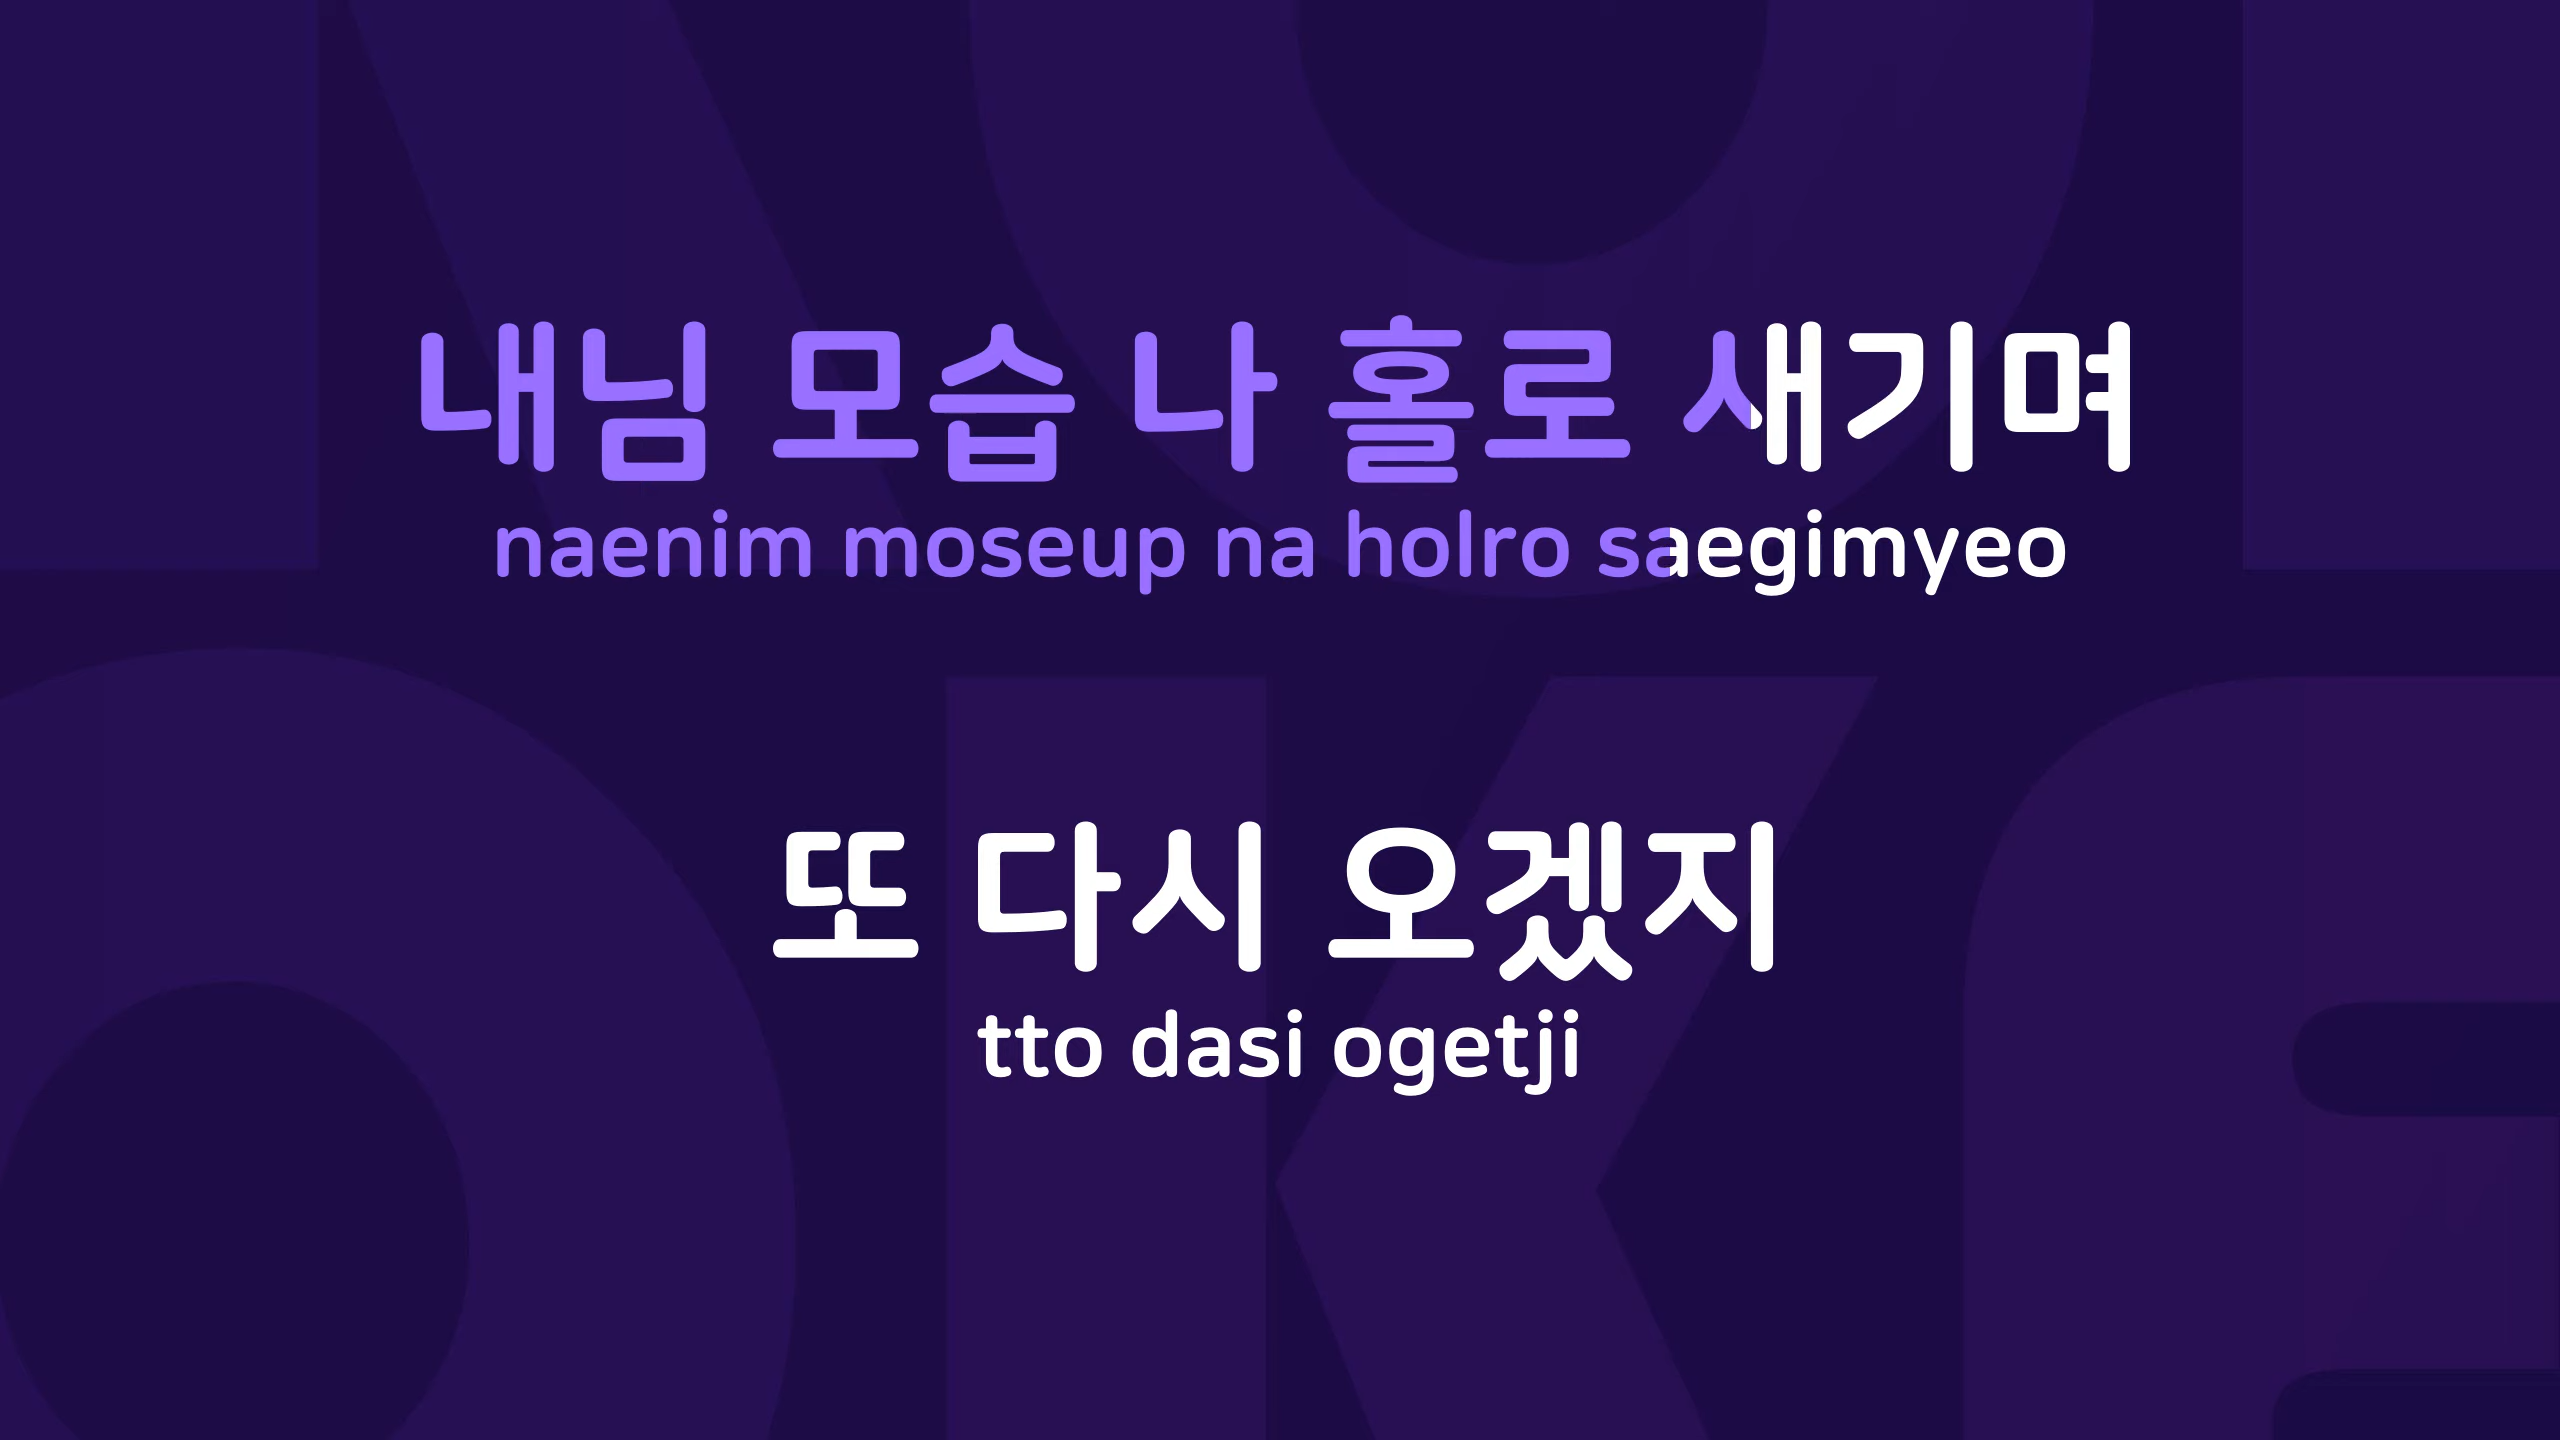 내님 모습 나 홀로 새기며
naenim moseup na holro saegimyeo
또 다시 오겠지
tto dasi ogetji